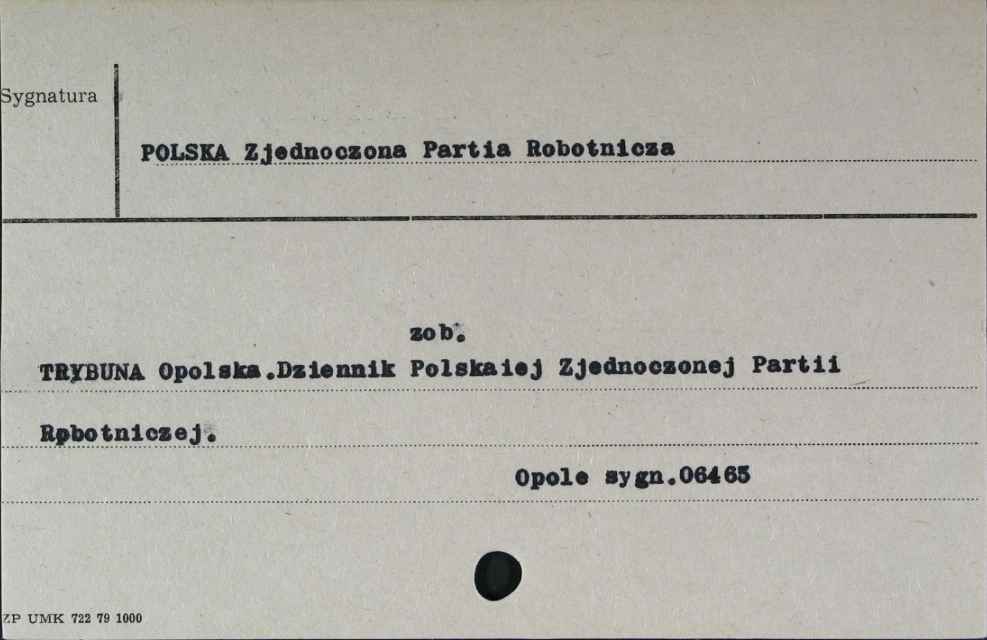 Sygnatura
POLSKA Zjednoczona Partia Robotnicza
zob.
TRYBUNA Opolska.Dziennik Polskaiej Zjednoczonej Partii
Robotniczej.
Opole sygn.06465
ZP UMK 722 79 1000